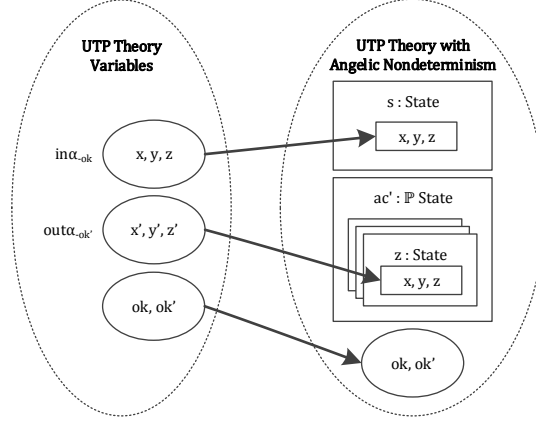 UTP Theory
Variables
inα-ok
x, y, z
outα-ok'
x', y', z'
ok, ok'
UTP Theory with
Angelic Nondeterminism
s : State
x, y, z
ac' : ℙ State
z : State
x, y, z
ok, ok'